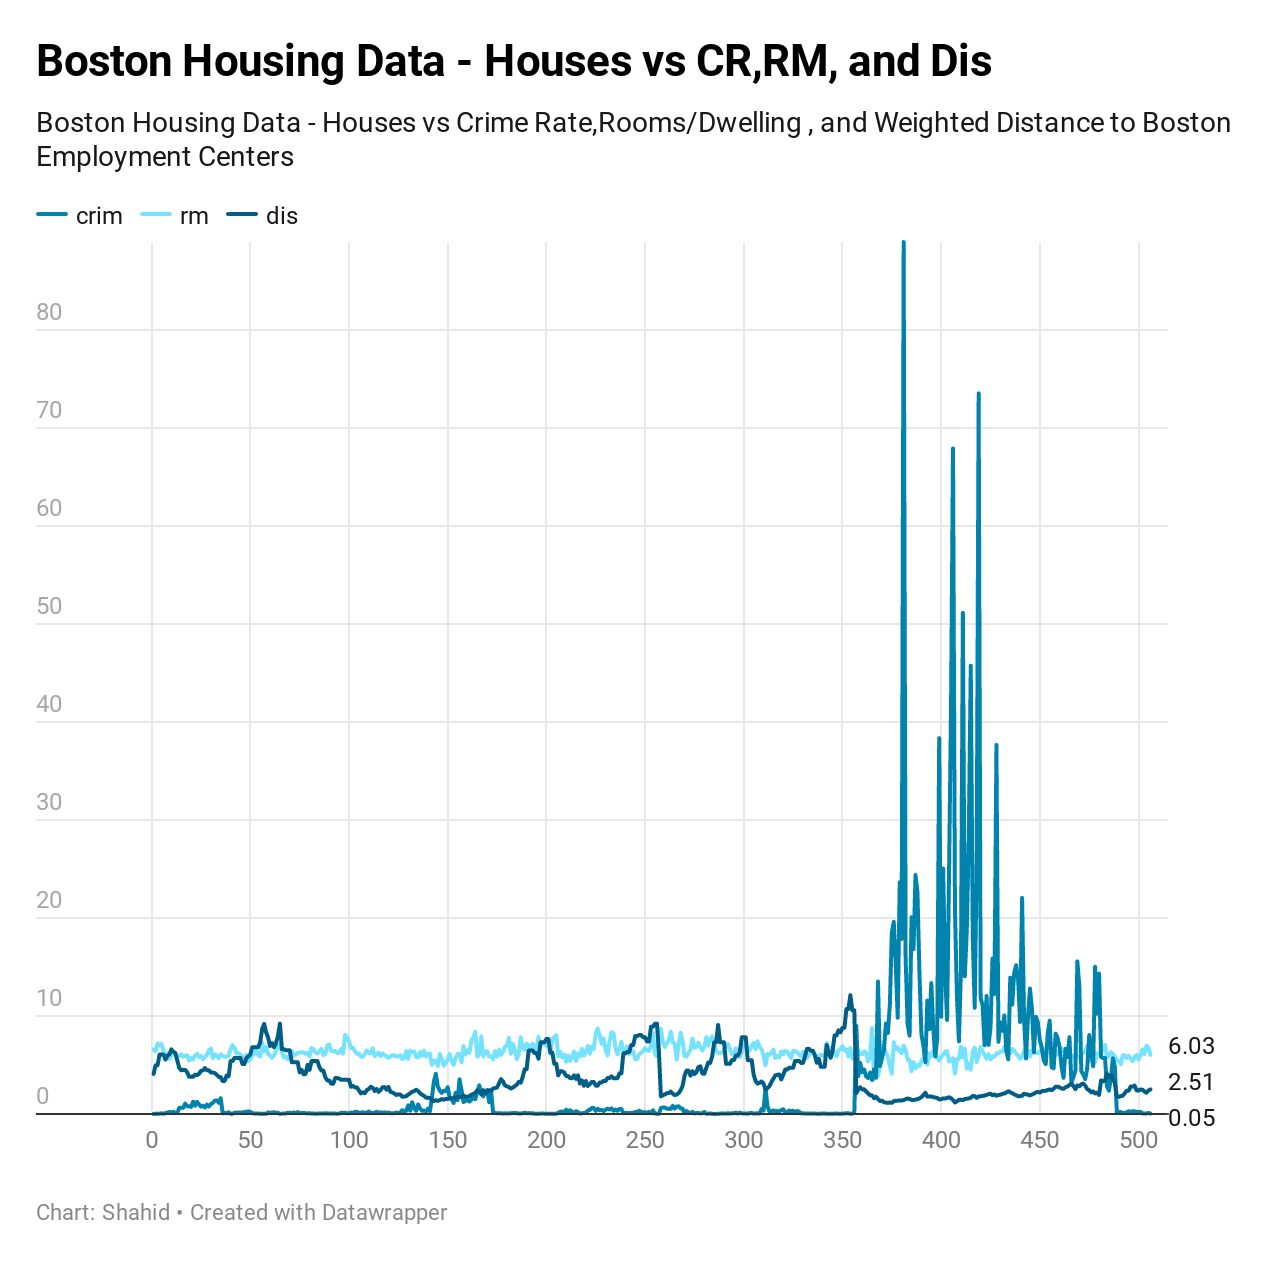 Boston Housing Data - Houses vs CR,RM, and Dis
Boston Housing Data - Houses vs Crime Rate,Rooms/Dwelling , and Weighted Distance to Boston
Employment Centers
crim rm dis
80
70
60
50
40
30
20
10
0
6.03
2.51
0.05
0 50 100 150 200 250 300 350 400 450 500
Chart: Shahid • Created with Datawrapper